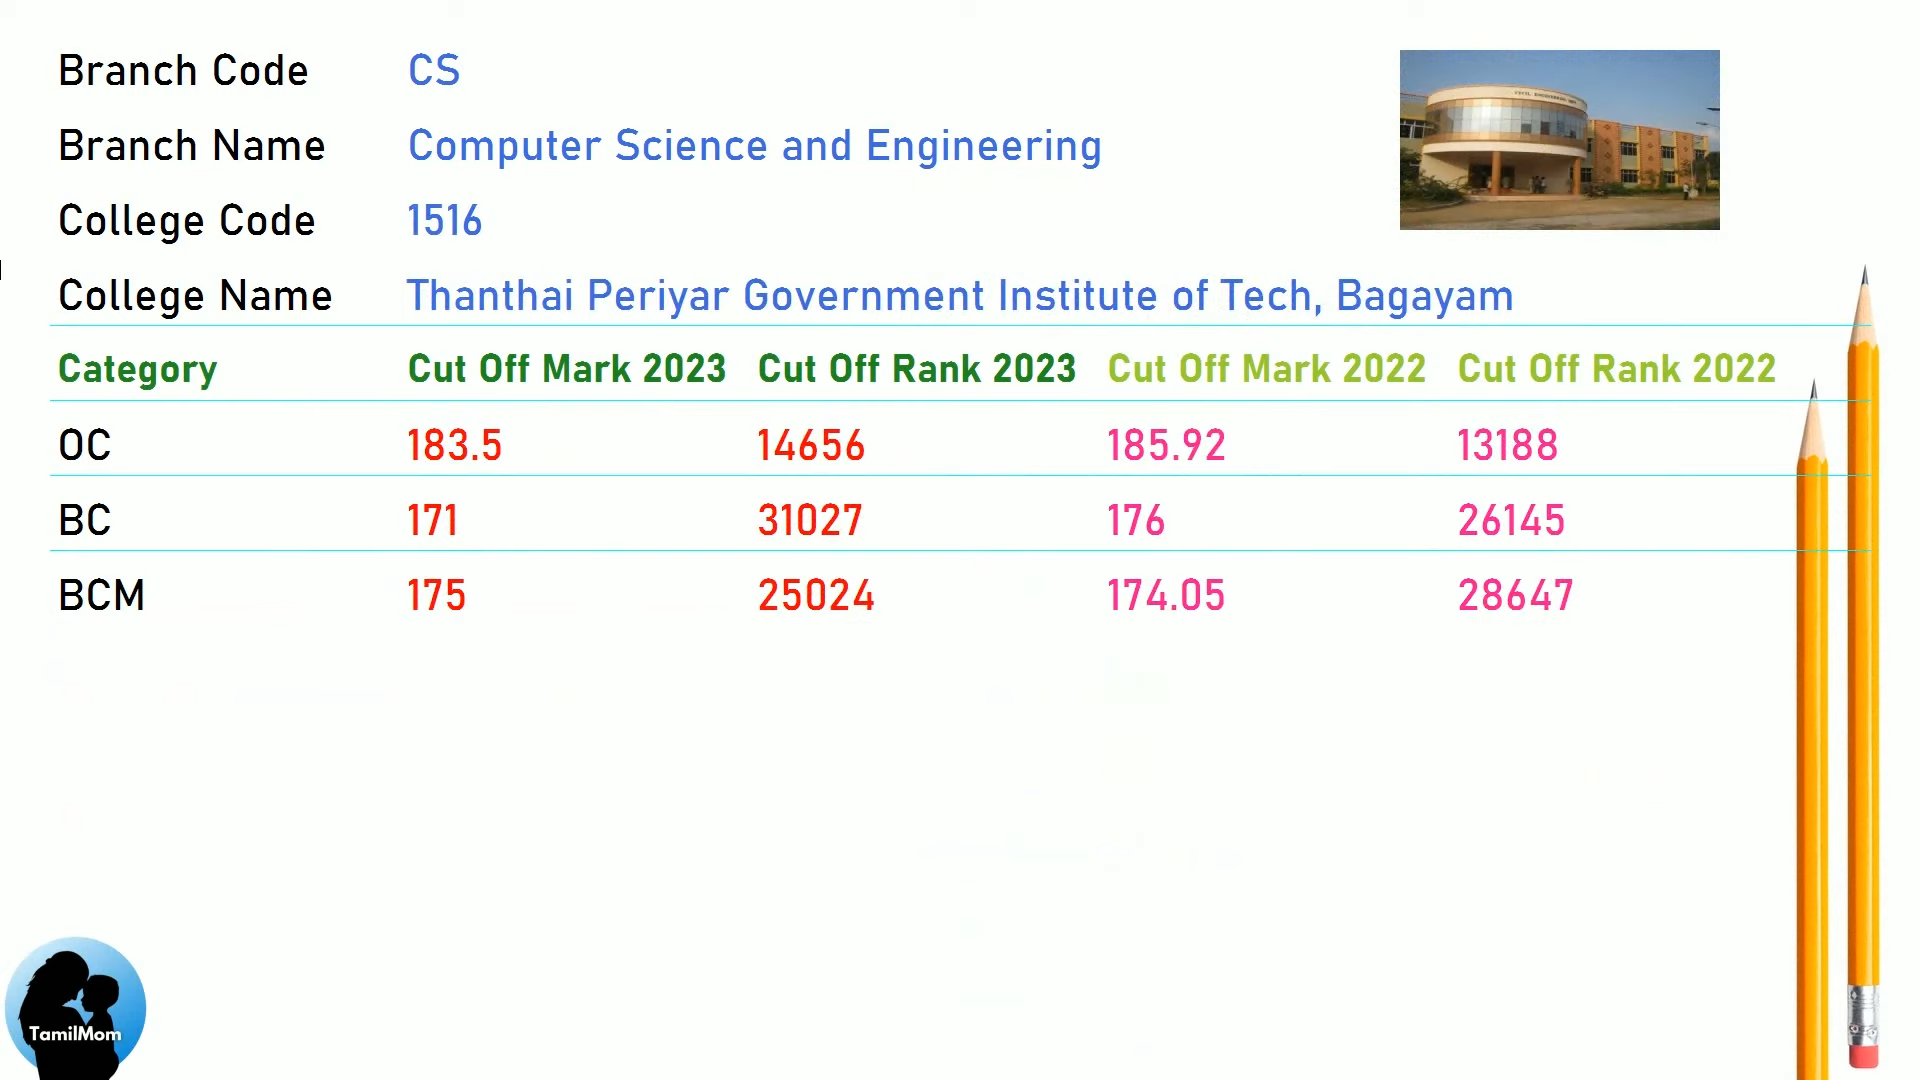 Branch Code CS
Branch Name Computer Science and Engineering
College Code 1516
College Name Thanthai Periyar Government Institute of Tech, Bagayam
Category Cut Off Mark 2023 Cut Off Rank 2023 Cut Off Mark 2022 Cut Off Rank 2022
OC 183.5 14656 185.92 13188
BC 171 31027 176 26145
BCM 175 25024 174.05 28647
TamilMom